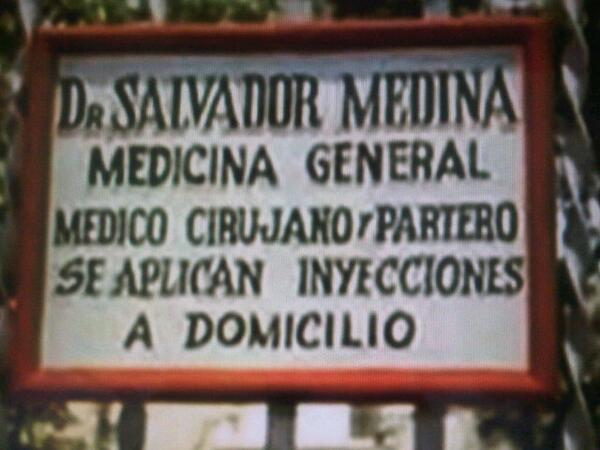 DR SALVADOR MEDINA
MEDICINA GENERAL
MEDICO CIRUJANO Y PARTERO
SE APLICAN INYECCIONES
A DOMICILIO